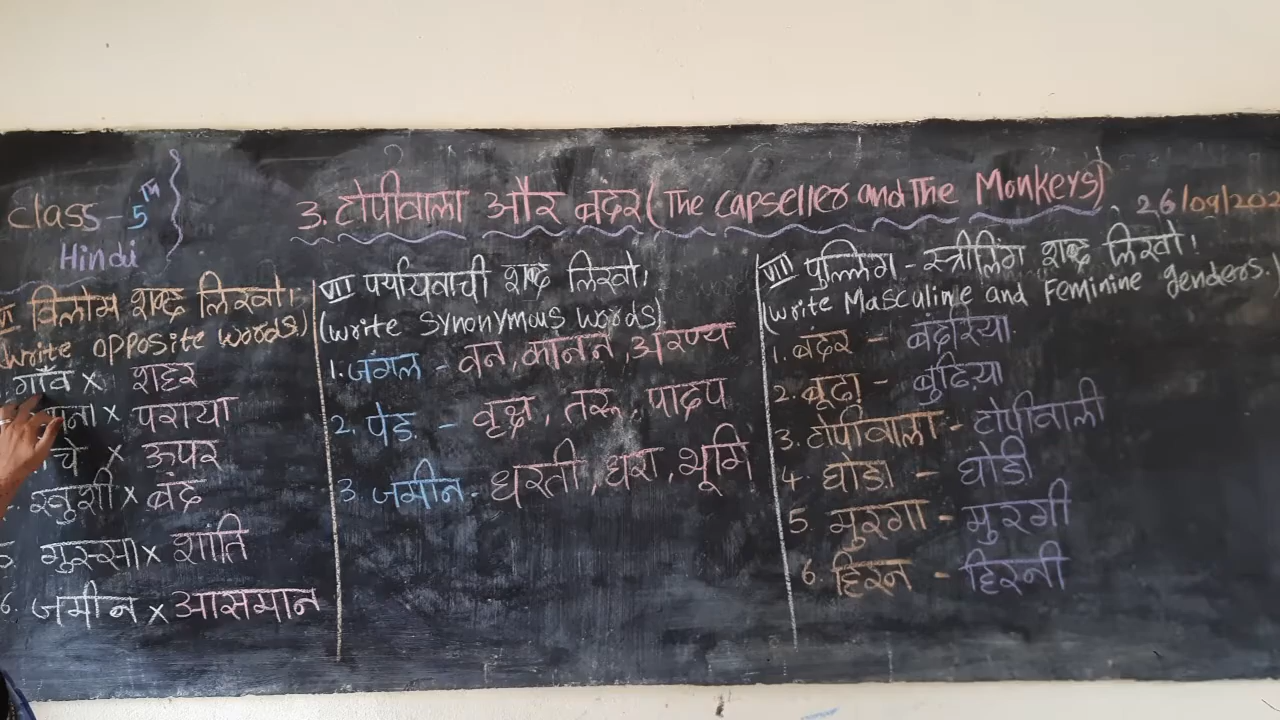 Class - 5TH
Hindi
3. टोपीवाला और बंदर (The Capseller and The Monkeys)
26/09/202
विलोम शब्द लिखो।
Write opposite words)
गाँव × शहर
ना × पराया
चे × ऊपर
खुशी × बंद
5. गुस्सा × शांति
6. जमीन × आसमान
VII पर्यायवाची शब्द लिखो।
(Write Synonymous words)
1. जंगल - वन, कानन, अरण्य
2. पेड़ - वृक्ष, तरू, पादप
3. जमीन - धरती, धरा, भूमि
VIII पुल्लिंग - स्त्रीलिंग शब्द लिखो।
(Write Masculine and Feminine genders.)
1. बंदर - बंदरिया
2. बूढ़ा - बुढ़िया
3. टोपीवाला - टोपीवाली
4. घोडा - घोडी
5. मुरगा - मुरगी
6. हिरन - हिरनी